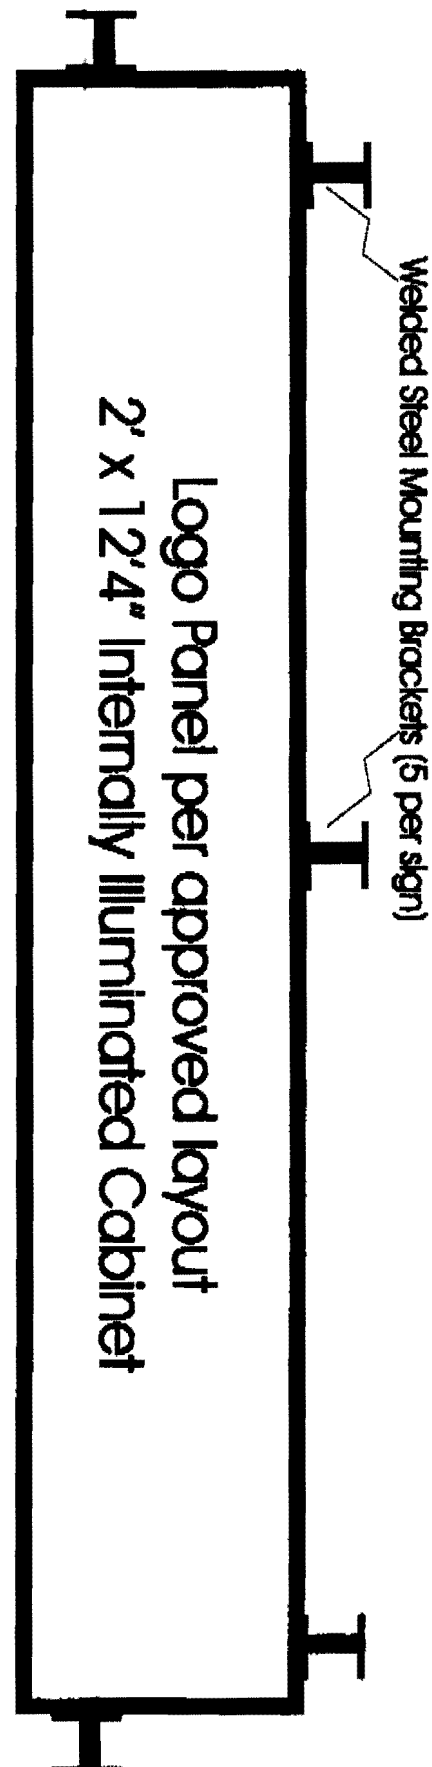 Welded Steel Mounting Brackets (5 per sign)
Logo Panel per approved layout
2' x 12'4" Internally Illuminated Cabinet